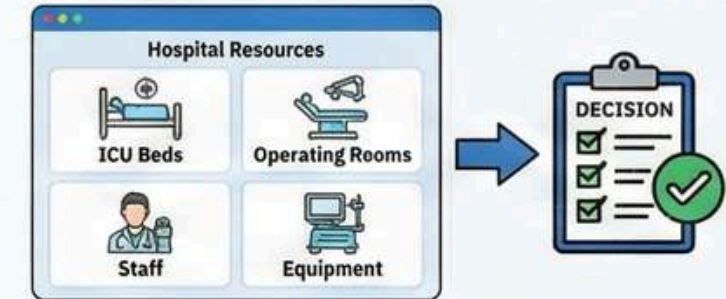 Hospital Resources
ICU Beds
Operating Rooms
Staff
Equipment
DECISION